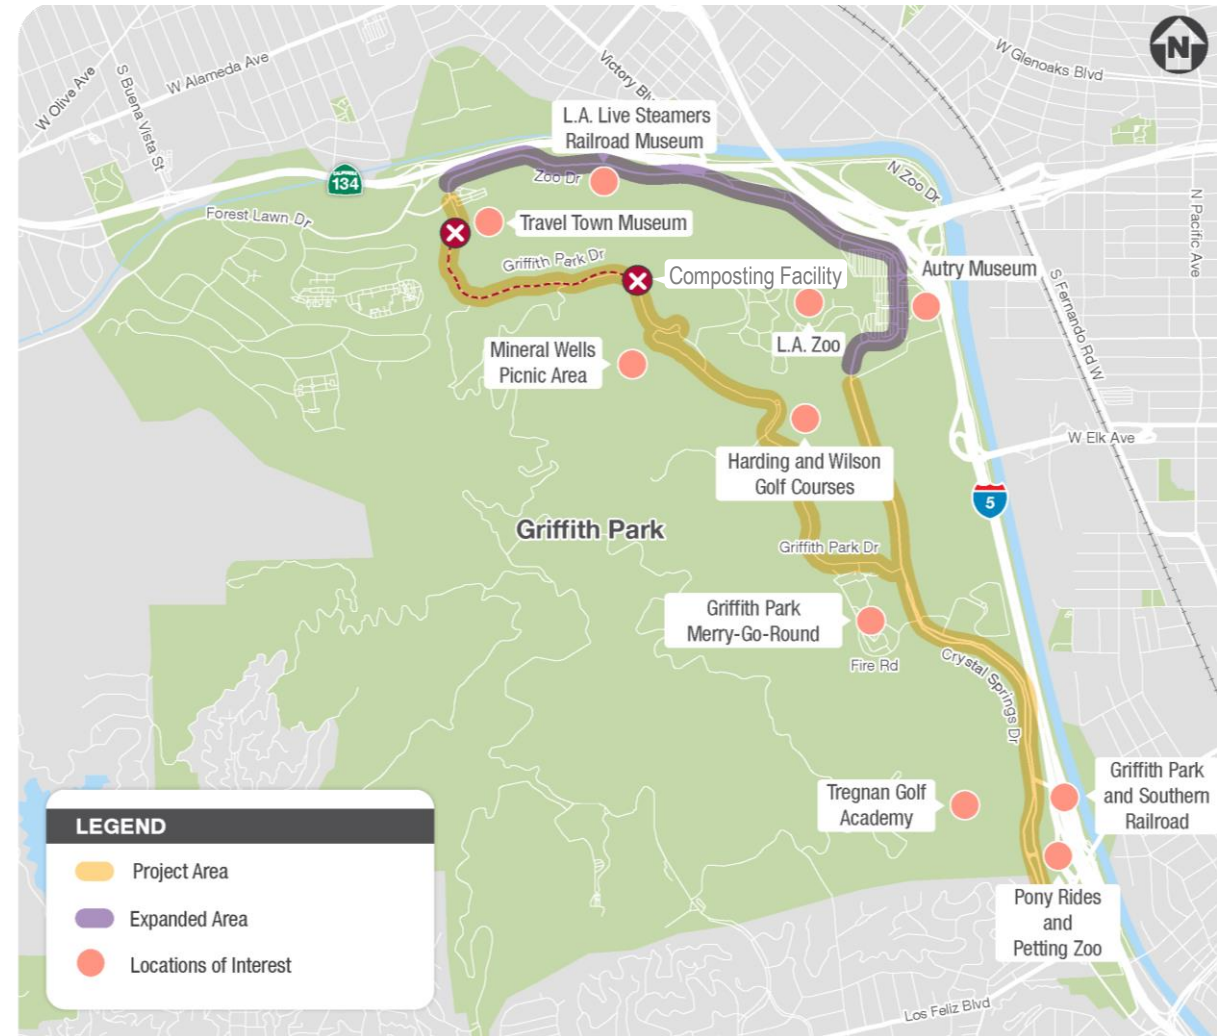 N
W Olive Ave
S Buena Vista St
W Alameda Ave
Victory Blv
W Glenoaks Blvd
L.A. Live Steamers
Railroad Museum
CALIFORNIA
134
Zoo Dr
N Zoo Dr
N Pacific Ave
Forest Lawn Dr
Travel Town Museum
Griffith Park Dr
Composting Facility
Autry Museum
S Fernando Rd W
L.A. Zoo
Mineral Wells
Picnic Area
W Elk Ave
Harding and Wilson
Golf Courses
5
Griffith Park
Griffith Park Dr
Griffith Park
Merry-Go-Round
Fire Rd
Crystal Springs Dr
Griffith Park
and Southern
Railroad
Tregnan Golf
Academy
Pony Rides
and
Petting Zoo
Los Feliz Blvd
LEGEND
Project Area
Expanded Area
Locations of Interest